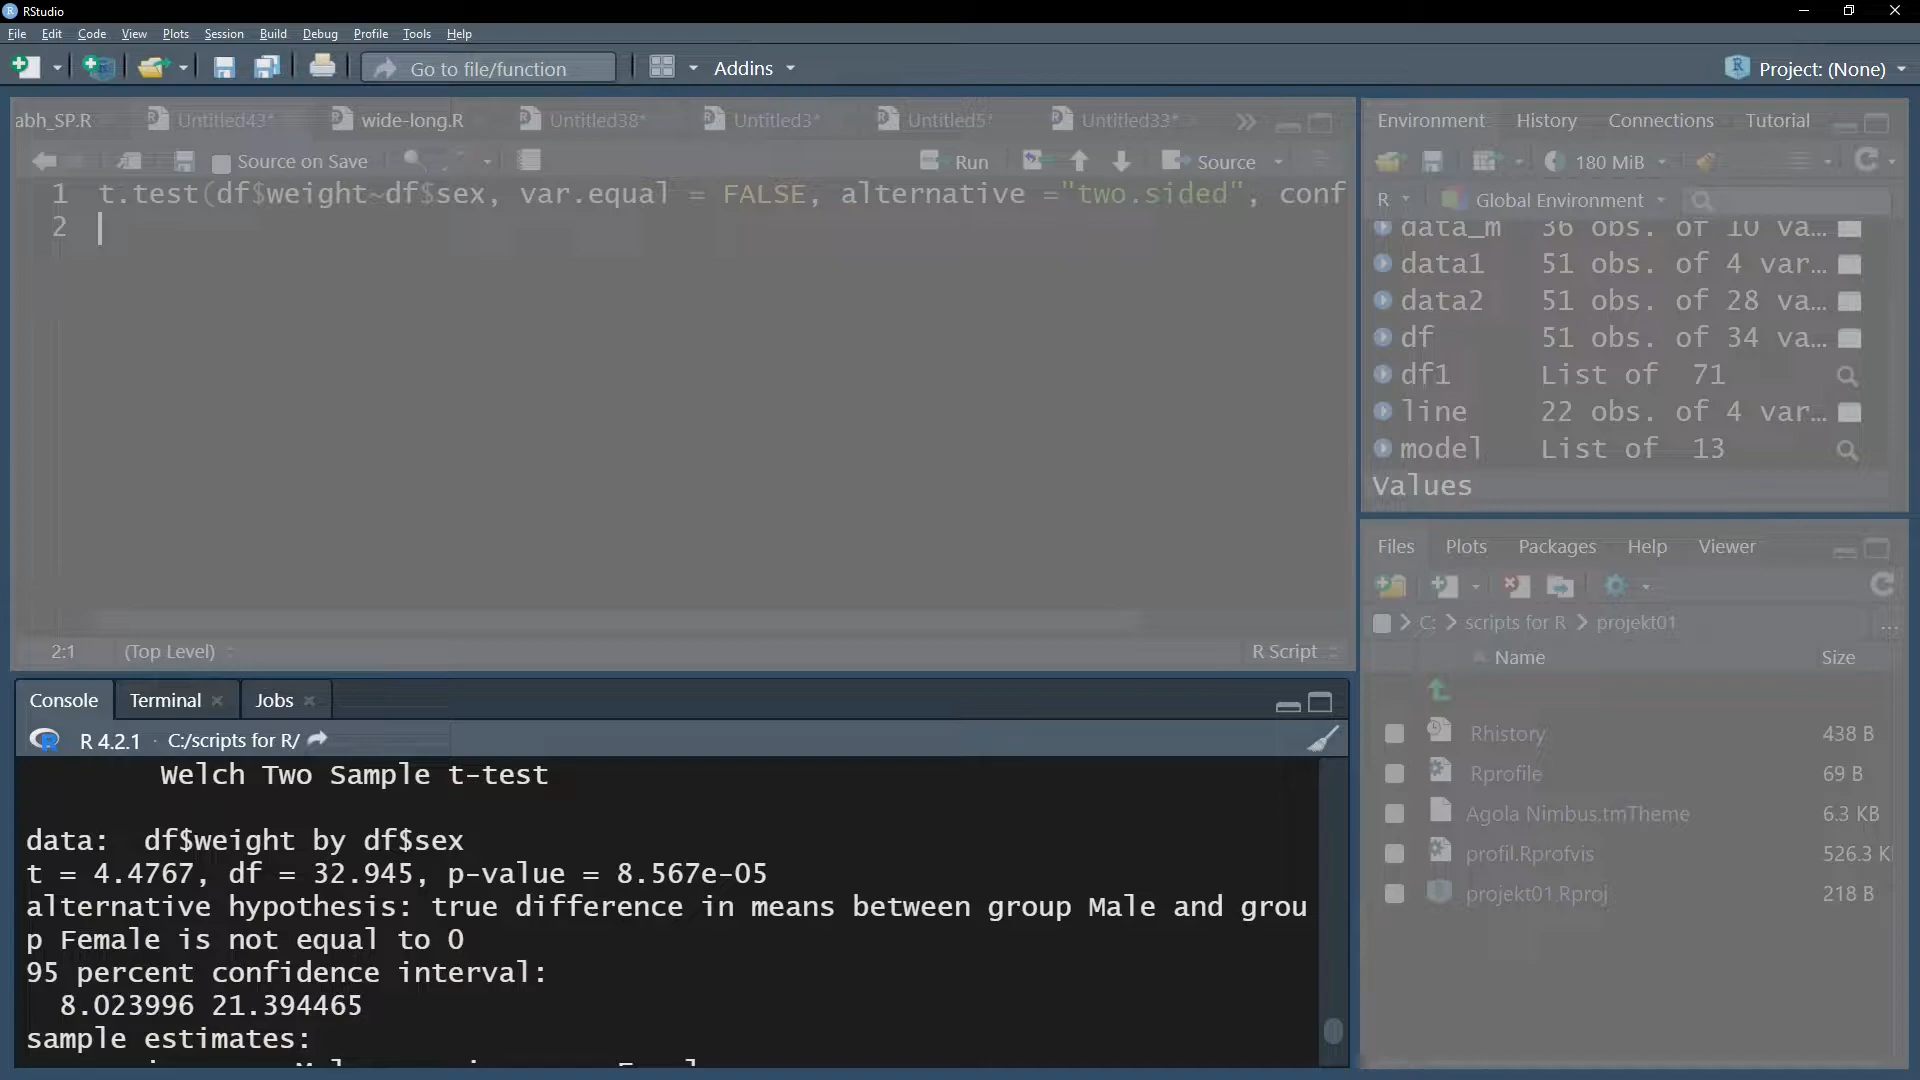 RStudio
File Edit Code View Plots Session Build Debug Profile Tools Help
Go to file/function Addins Project: (None)
abh_SP.R Untitled43* wide-long.R Untitled38* Untitled3* Untitled5* Untitled33*
Source on Save Run Source
1 t.test(df$weight~df$sex, var.equal = FALSE, alternative ="two.sided", conf
2
2:1 (Top Level) R Script
Console Terminal Jobs
R 4.2.1 · C:/scripts for R/
Welch Two Sample t-test
data: df$weight by df$sex
t = 4.4767, df = 32.945, p-value = 8.567e-05
alternative hypothesis: true difference in means between group Male and grou
p Female is not equal to 0
95 percent confidence interval:
8.023996 21.394465
sample estimates:
Environment History Connections Tutorial
180 MiB
R Global Environment
data_m 36 obs. of 10 va…
data1 51 obs. of 4 var…
data2 51 obs. of 28 va…
df 51 obs. of 34 va…
df1 List of 71
line 22 obs. of 4 var…
model List of 13
Values
Files Plots Packages Help Viewer
C: scripts for R projekt01 ...
Name Size
Rhistory 438 B
Rprofile 69 B
Agola Nimbus.tmTheme 6.3 KB
profil.Rprofvis 526.3 K
projekt01.Rproj 218 B